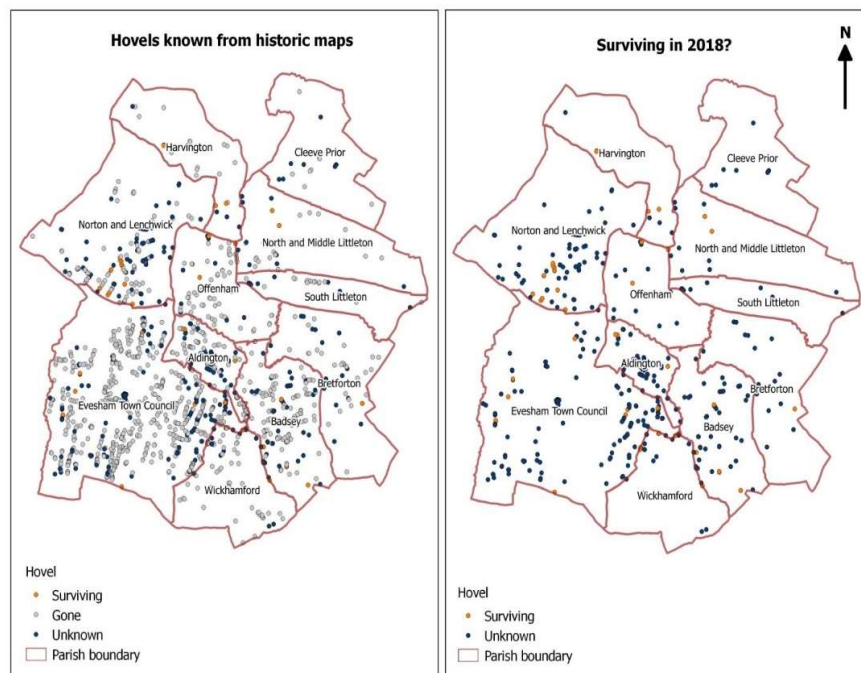 Hovels known from historic maps
Harvington
Cleeve Prior
Norton and Lenchwick
North and Middle Littleton
Offenham
South Littleton
Aldington
Bretforton
Evesham Town Council
Badsey
Wickhamford
Hovel
Surviving
Gone
Unknown
Parish boundary
Surviving in 2018?
N
Harvington
Cleeve Prior
Norton and Lenchwick
North and Middle Littleton
Offenham
South Littleton
Aldington
Bretforton
Evesham Town Council
Badsey
Wickhamford
Hovel
Surviving
Unknown
Parish boundary